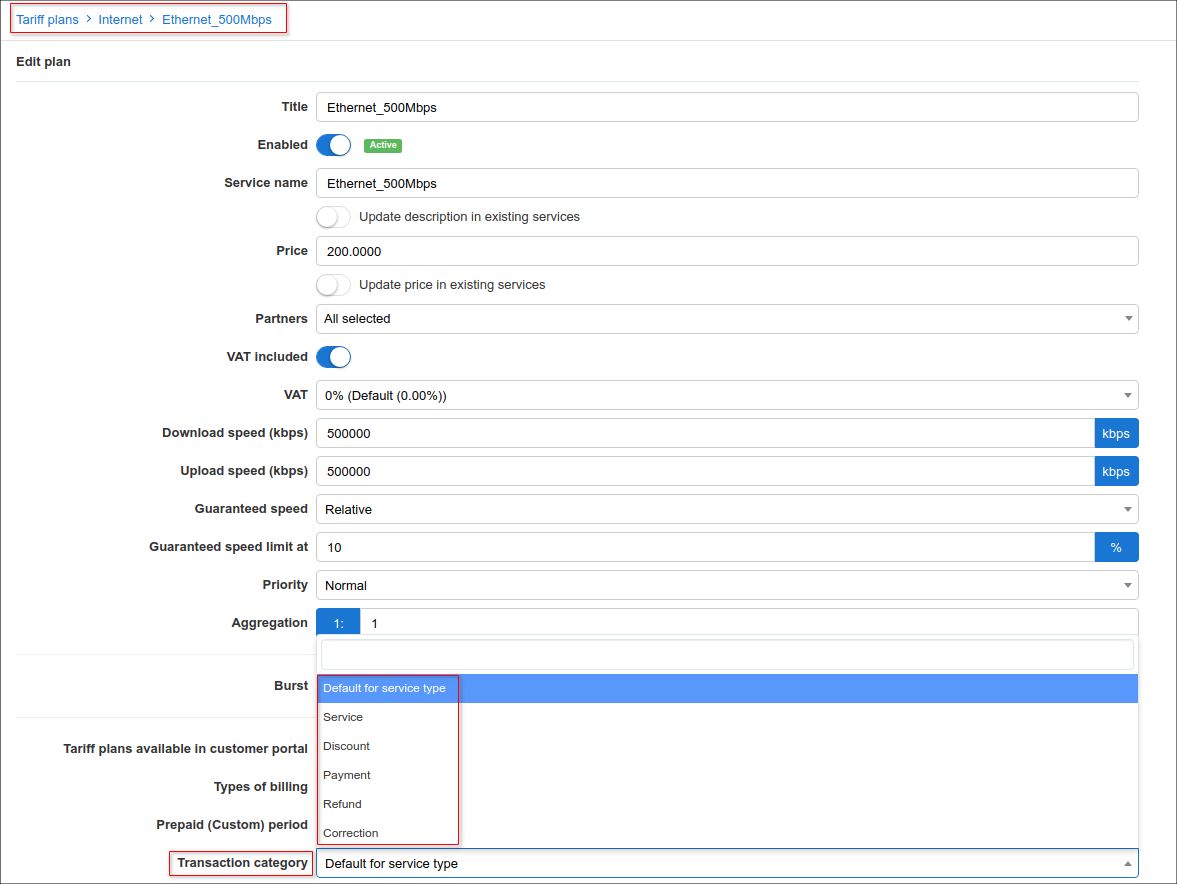 Tariff plans > Internet > Ethernet_500Mbps
Edit plan
Title Ethernet_500Mbps
Enabled Active
Service name Ethernet_500Mbps
Update description in existing services
Price 200.0000
Update price in existing services
Partners All selected
VAT included
VAT 0% (Default (0.00%))
Download speed (kbps) 500000 kbps
Upload speed (kbps) 500000 kbps
Guaranteed speed Relative
Guaranteed speed limit at 10 %
Priority Normal
Aggregation 1: 1
Burst Default for service type
Service
Discount
Tariff plans available in customer portal
Payment
Types of billing
Refund
Prepaid (Custom) period
Correction
Transaction category Default for service type